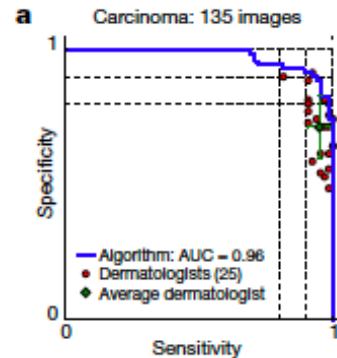 a
Carcinoma: 135 images
1
Specificity
Algorithm: AUC = 0.96
Dermatologists (25)
Average dermatologist
0
0
1
Sensitivity